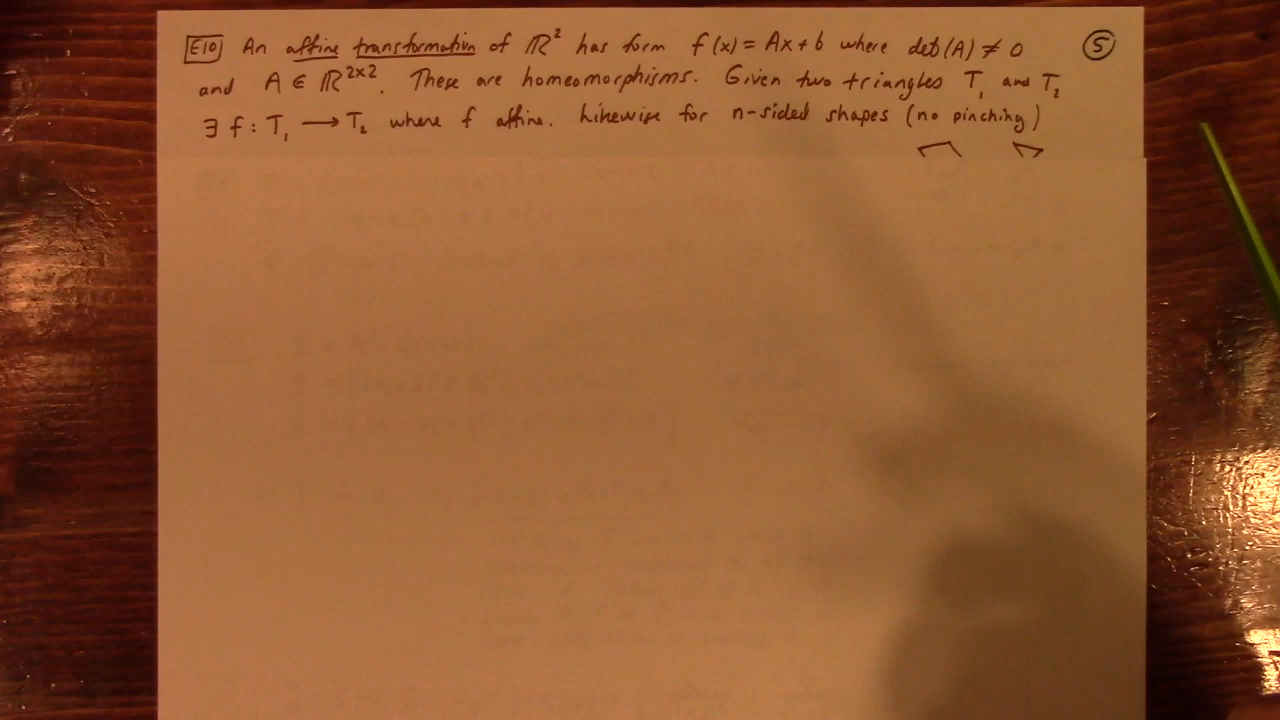 E10 An affine transformation of ℝ² has form f(x) = Ax + b where det(A) ≠ 0 ⑤
and A ∈ ℝ²ˣ². These are homeomorphisms. Given two triangles T₁ and T₂
∃ f : T₁ ⟶ T₂ where f affine. Likewise for n-sided shapes (no pinching)